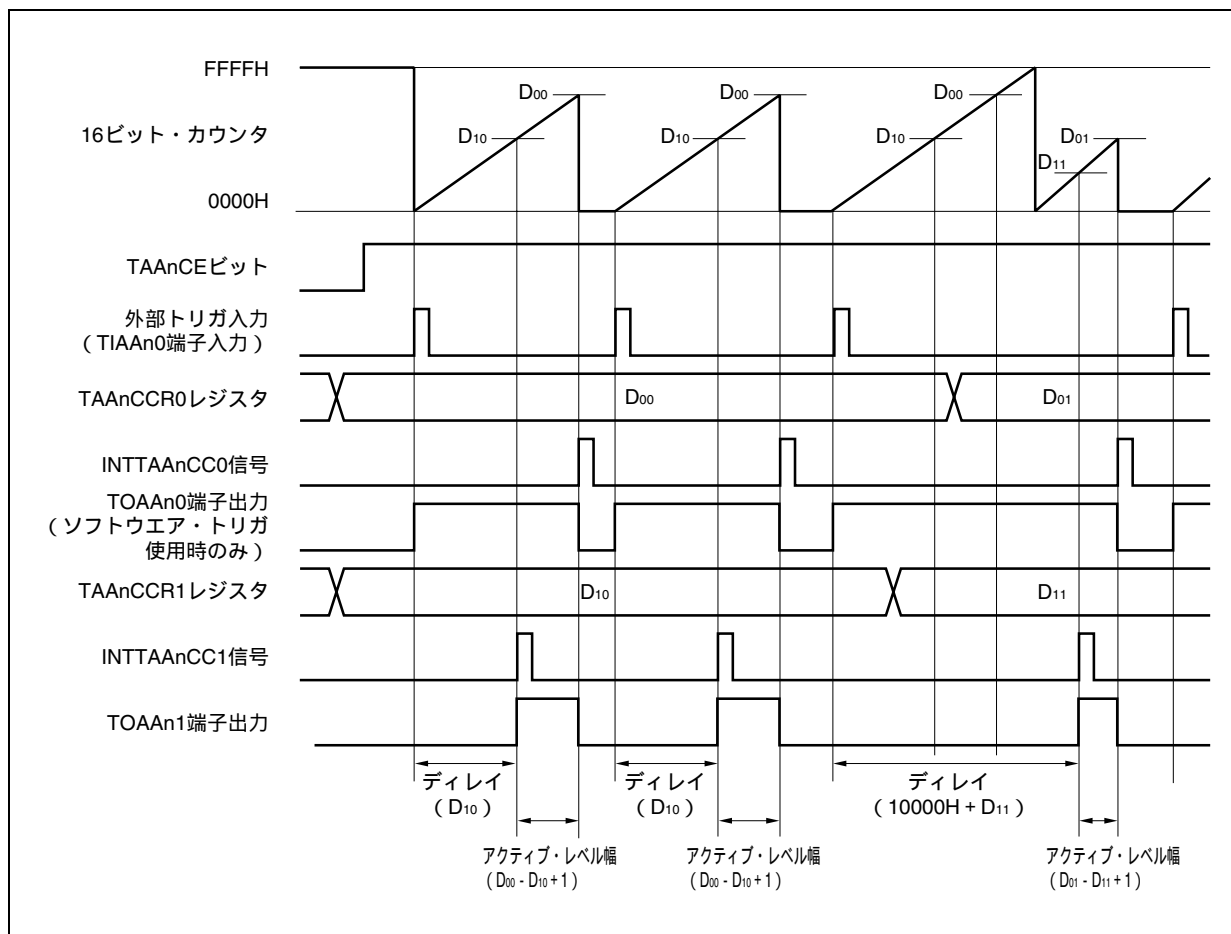 FFFFH
D00
D00
D00
16ビット・カウンタ
D10
D10
D10
D01
D11
0000H
TAAnCEビット
外部トリガ入力
(TIAAn0端子入力)
TAAnCCR0レジスタ
D00
D01
INTTAAnCC0信号
TOAAn0端子出力
(ソフトウエア・トリガ
使用時のみ)
TAAnCCR1レジスタ
D10
D11
INTTAAnCC1信号
TOAAn1端子出力
ディレイ
(D10)
ディレイ
(D10)
ディレイ
(10000H + D11)
アクティブ・レベル幅
(D00 - D10 + 1)
アクティブ・レベル幅
(D00 - D10 + 1)
アクティブ・レベル幅
(D01 - D11 + 1)